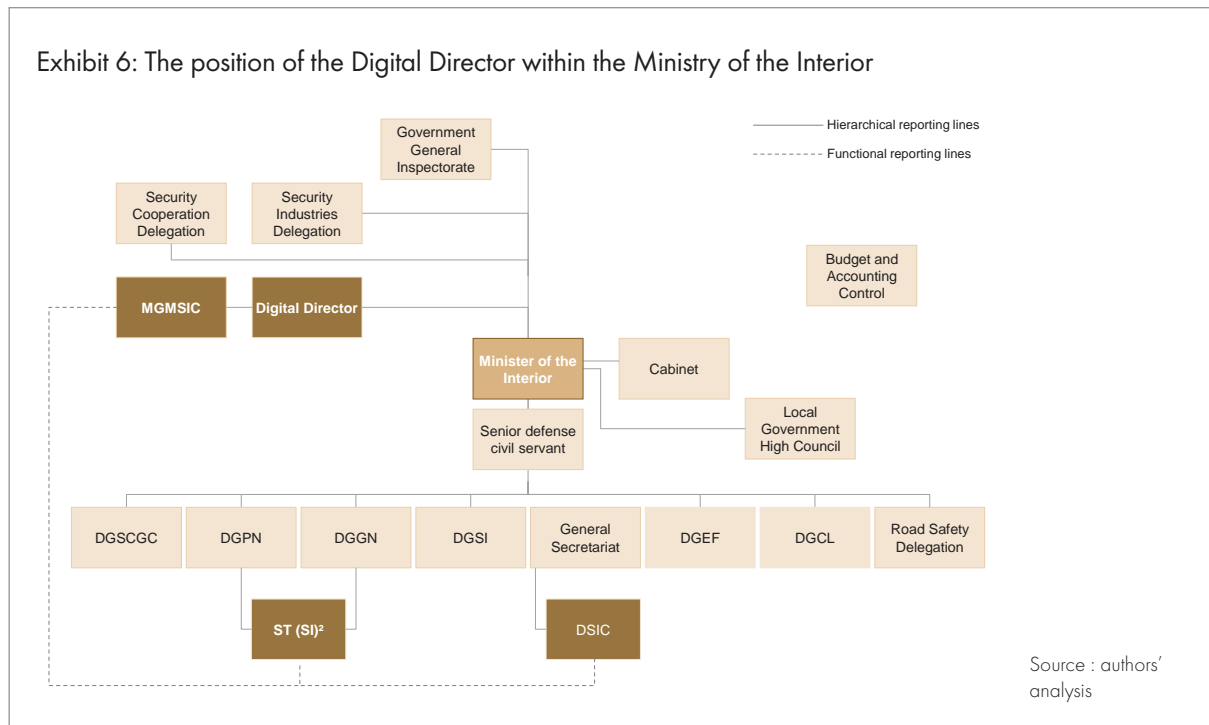 Exhibit 6: The position of the Digital Director within the Ministry of the Interior
Hierarchical reporting lines
Functional reporting lines
Government
General
Inspectorate
Security
Cooperation
Delegation
Security
Industries
Delegation
Budget and
Accounting
Control
MGMSIC
Digital Director
Minister of the
Interior
Cabinet
Senior defense
civil servant
Local
Government
High Council
DGSCGC
DGPN
DGGN
DGSI
General
Secretariat
DGEF
DGCL
Road Safety
Delegation
ST (SI)²
DSIC
Source : authors'
analysis